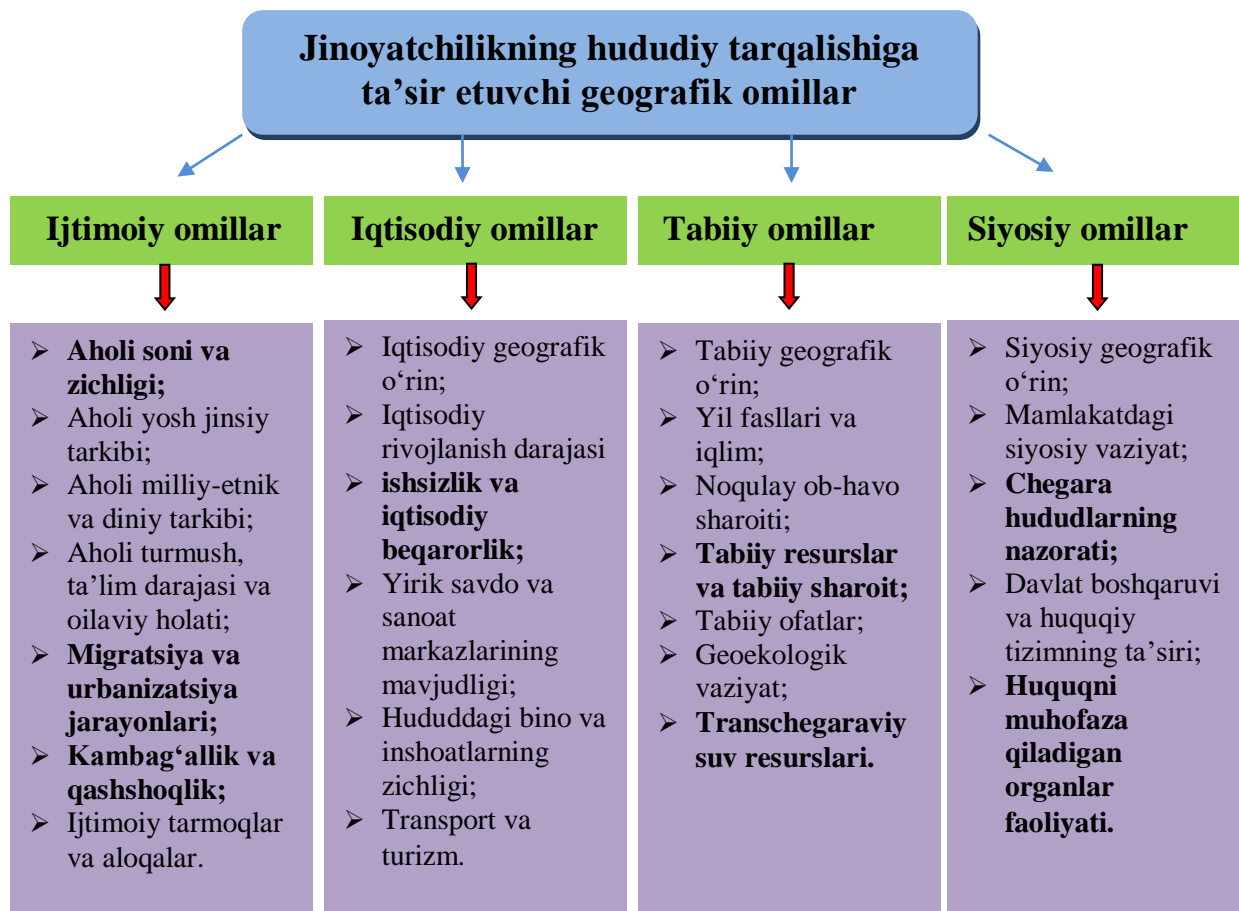 Jinoyatchilikning hududiy tarqalishiga
ta’sir etuvchi geografik omillar
Ijtimoiy omillar
Iqtisodiy omillar
Tabiiy omillar
Siyosiy omillar
➢ Aholi soni va
zichligi;
➢ Aholi yosh jinsiy
tarkibi;
➢ Aholi milliy-etnik
va diniy tarkibi;
➢ Aholi turmush,
ta’lim darajasi va
oilaviy holati;
➢ Migratsiya va
urbanizatsiya
jarayonlari;
➢ Kambag‘allik va
qashshoqlik;
➢ Ijtimoiy tarmoqlar
va aloqalar.
➢ Iqtisodiy geografik
o‘rin;
➢ Iqtisodiy
rivojlanish darajasi
➢ ishsizlik va
iqtisodiy
beqarorlik;
➢ Yirik savdo va
sanoat
markazlarining
mavjudligi;
➢ Hududdagi bino va
inshoatlarning
zichligi;
➢ Transport va
turizm.
➢ Tabiiy geografik
o‘rin;
➢ Yil fasllari va
iqlim;
➢ Noqulay ob-havo
sharoiti;
➢ Tabiiy resurslar
va tabiiy sharoit;
➢ Tabiiy ofatlar;
➢ Geoekologik
vaziyat;
➢ Transchegaraviy
suv resurslari.
➢ Siyosiy geografik
o‘rin;
➢ Mamlakatdagi
siyosiy vaziyat;
➢ Chegara
hududlarning
nazorati;
➢ Davlat boshqaruvi
va huquqiy
tizimning ta’siri;
➢ Huquqni
muhofaza
qiladigan
organlar
faoliyati.